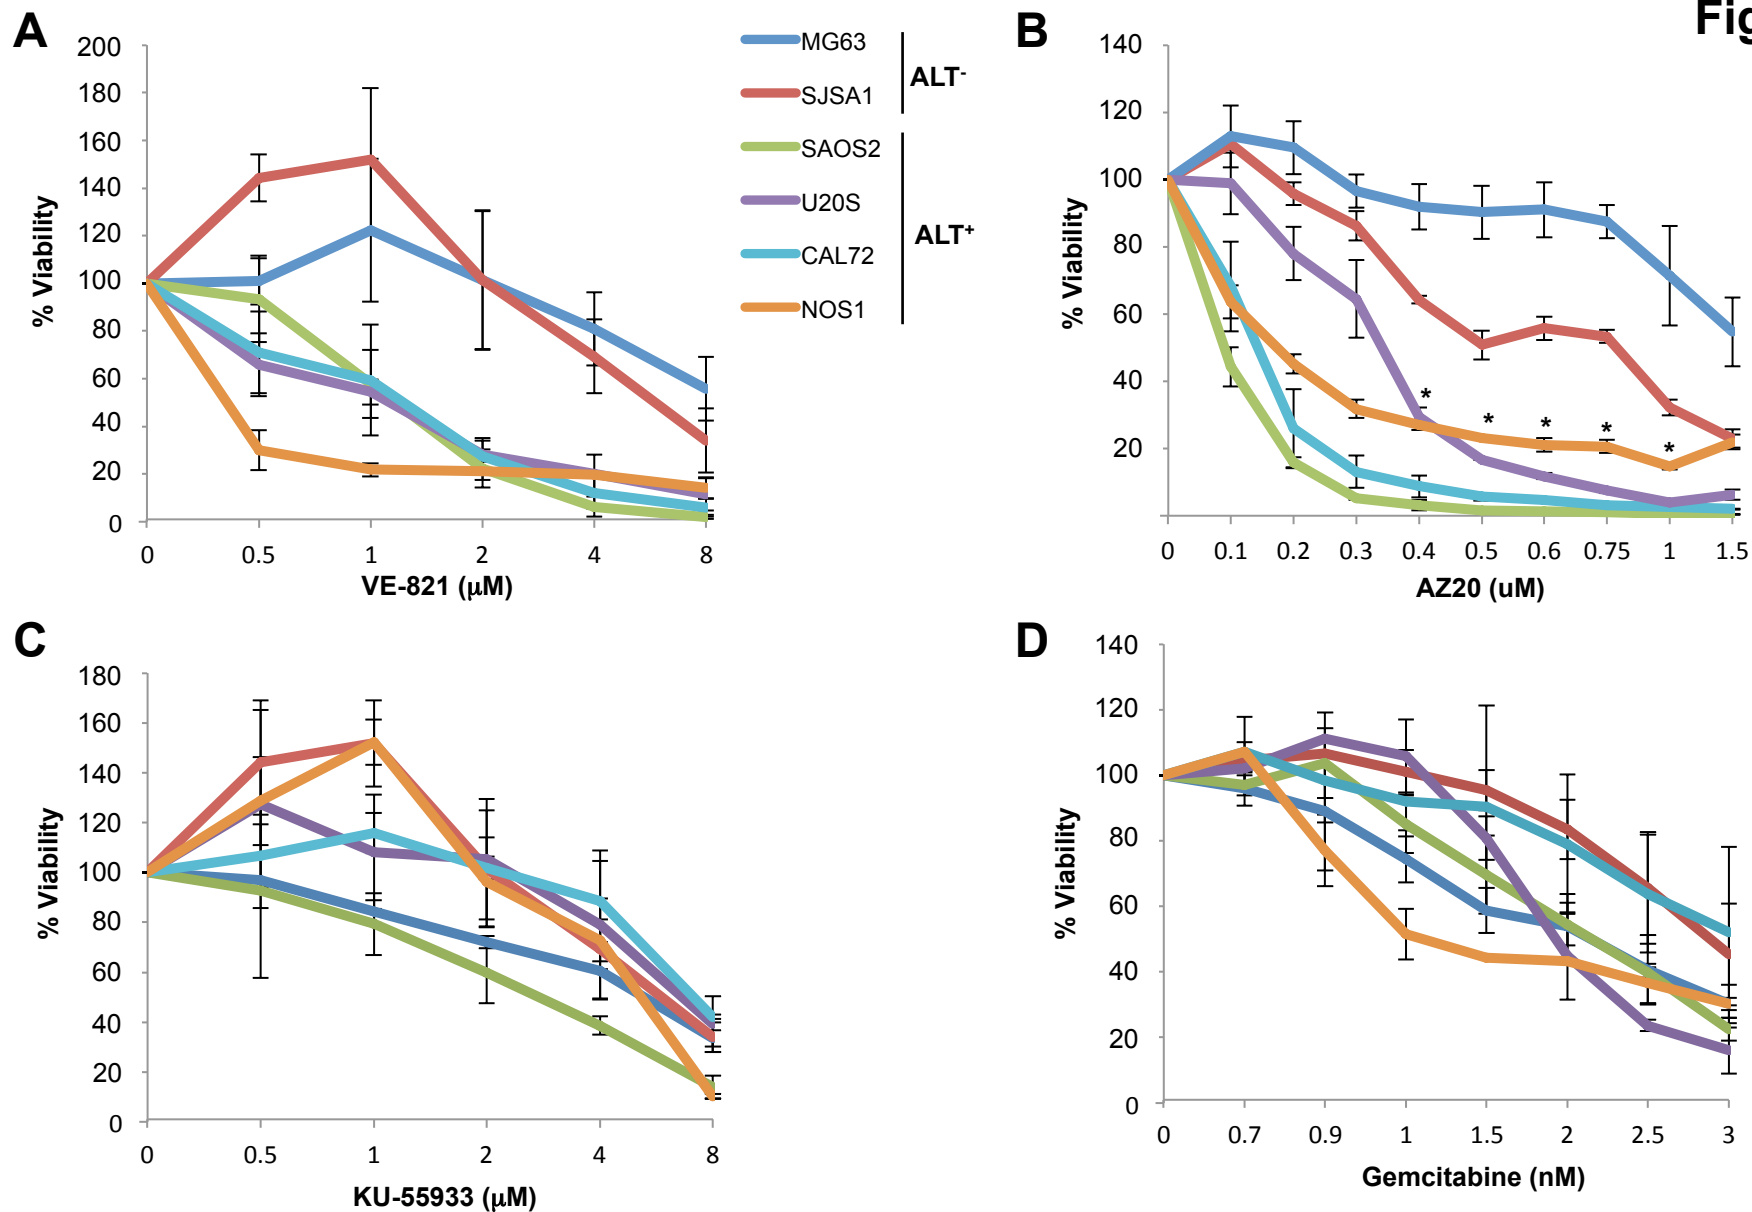 Fig
A
200
180
160
140
120
100
80
60
40
20
0
% Viability
0 0.5 1 2 4 8
VE-821 (µM)
MG63
SJSA1
ALT-
SAOS2
U20S
CAL72
NOS1
ALT+
B
140
120
100
80
60
40
20
% Viability
* * * * *
0 0.1 0.2 0.3 0.4 0.5 0.6 0.75 1 1.5
AZ20 (uM)
C
180
160
140
120
100
80
60
40
20
0
% Viability
0 0.5 1 2 4 8
KU-55933 (µM)
D
140
120
100
80
60
40
20
0
% Viability
0 0.7 0.9 1 1.5 2 2.5 3
Gemcitabine (nM)